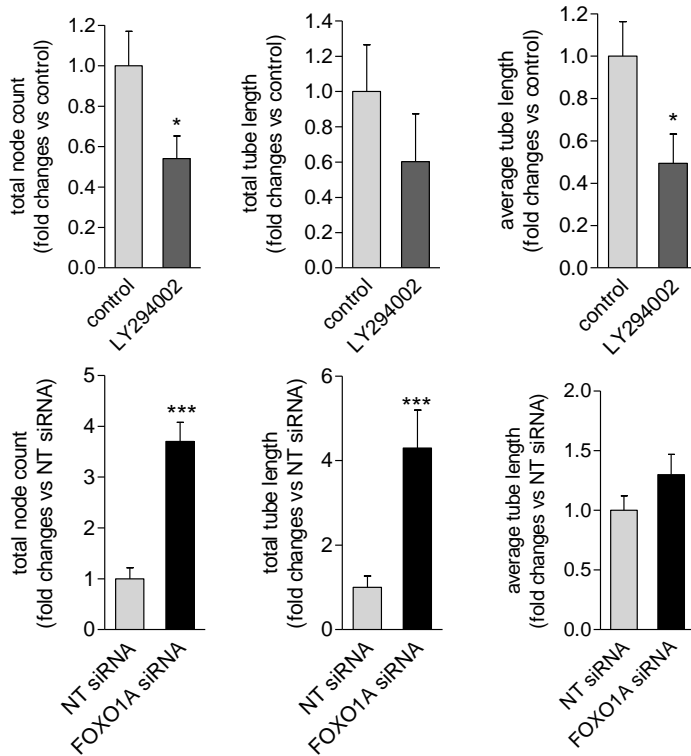 total node count
(fold changes vs control)
1.2
1.0
0.8
0.6
0.4
0.2
0.0
*
control
LY294002
total tube length
(fold changes vs control)
1.4
1.2
1.0
0.8
0.6
0.4
0.2
0.0
control
LY294002
average tube length
(fold changes vs control)
1.2
1.0
0.8
0.6
0.4
0.2
0.0
*
control
LY294002
total node count
(fold changes vs NT siRNA)
5
4
3
2
1
0
***
NT siRNA
FOXO1A siRNA
total tube length
(fold changes vs NT siRNA)
6
4
2
0
***
NT siRNA
FOXO1A siRNA
average tube length
(fold changes vs NT siRNA)
2.0
1.5
1.0
0.5
0.0
NT siRNA
FOXO1A siRNA